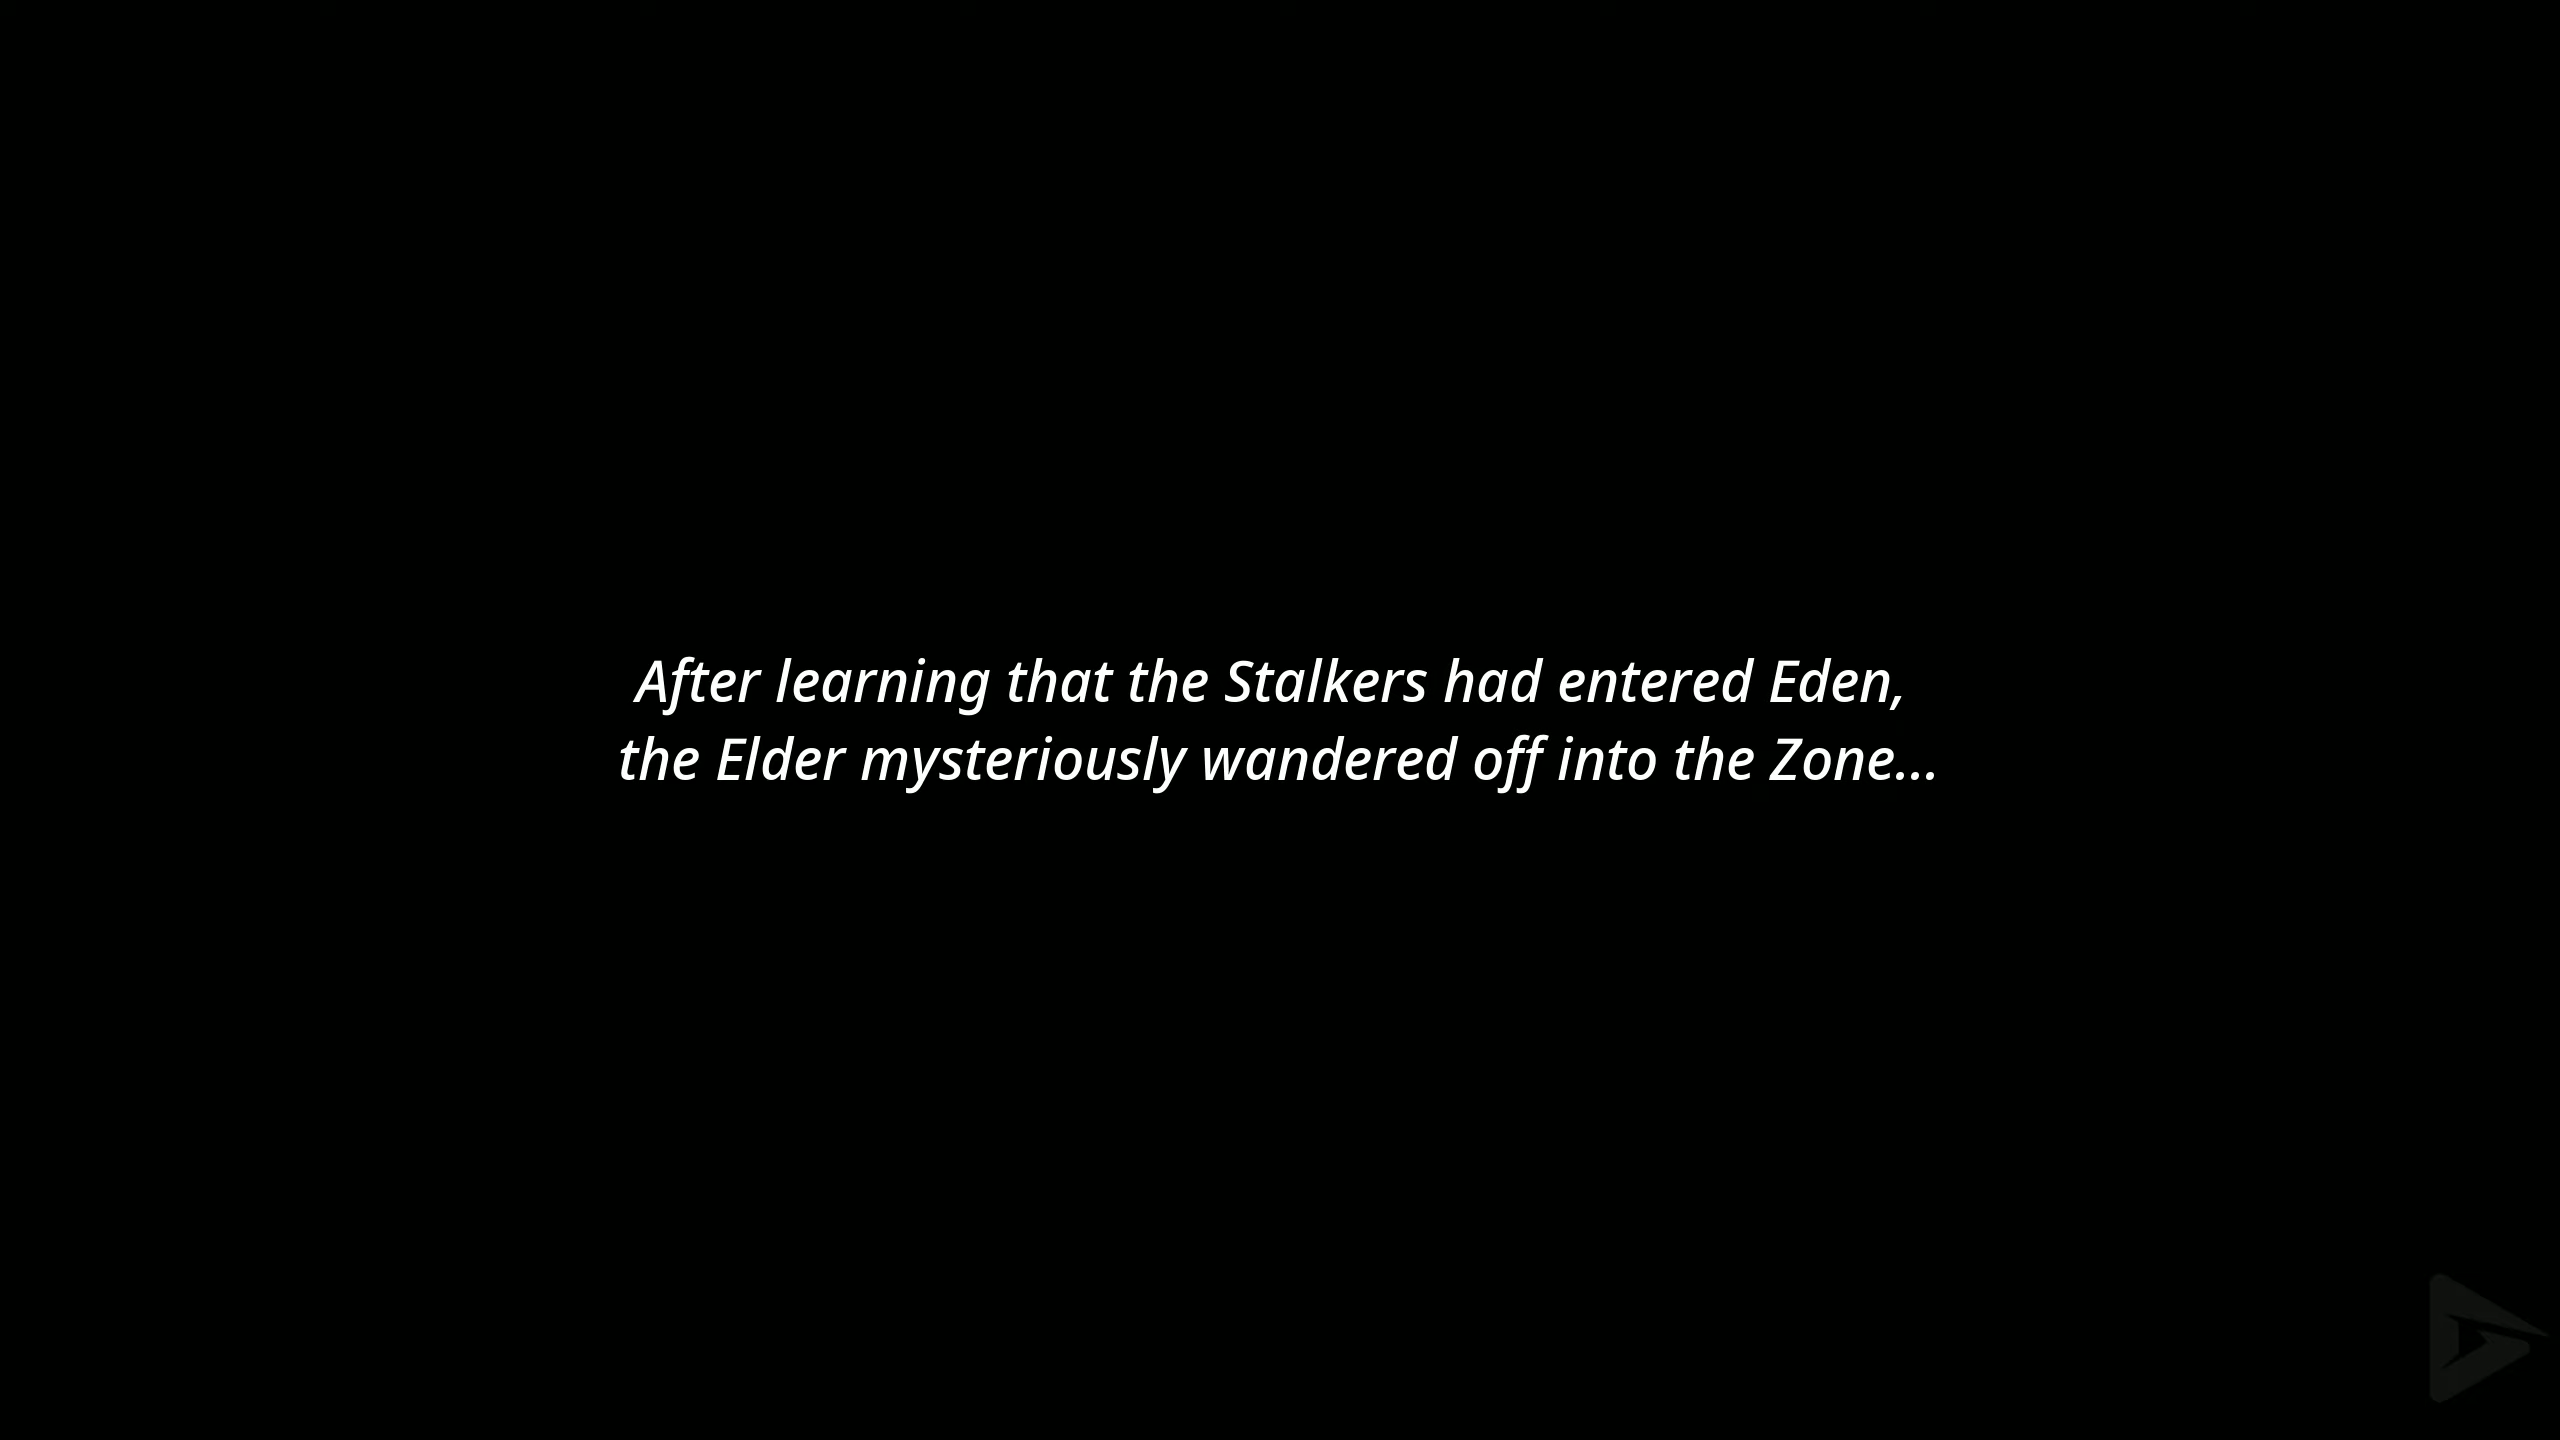 After learning that the Stalkers had entered Eden,
the Elder mysteriously wandered off into the Zone...